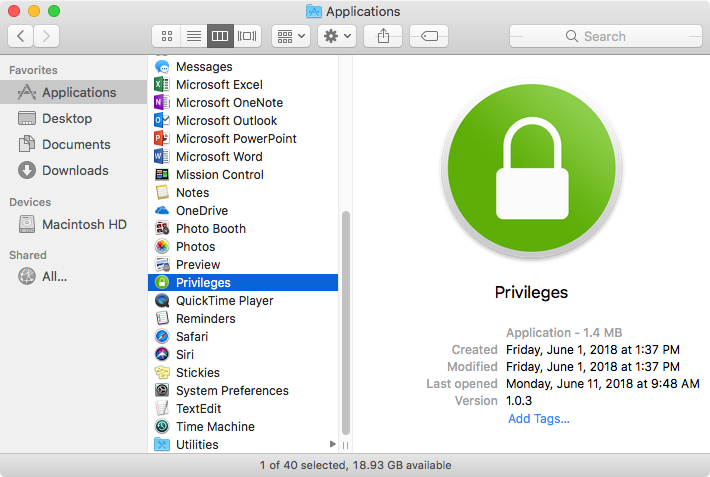 Applications
Search
Favorites
Applications
Desktop
Documents
Downloads
Devices
Macintosh HD
Shared
All...
Messages
Microsoft Excel
Microsoft OneNote
Microsoft Outlook
Microsoft PowerPoint
Microsoft Word
Mission Control
Notes
OneDrive
Photo Booth
Photos
Preview
Privileges
QuickTime Player
Reminders
Safari
Siri
Stickies
System Preferences
TextEdit
Time Machine
Utilities
Privileges
Application - 1.4 MB
Created Friday, June 1, 2018 at 1:37 PM
Modified Friday, June 1, 2018 at 1:37 PM
Last opened Monday, June 11, 2018 at 9:48 AM
Version 1.0.3
Add Tags...
1 of 40 selected, 18.93 GB available